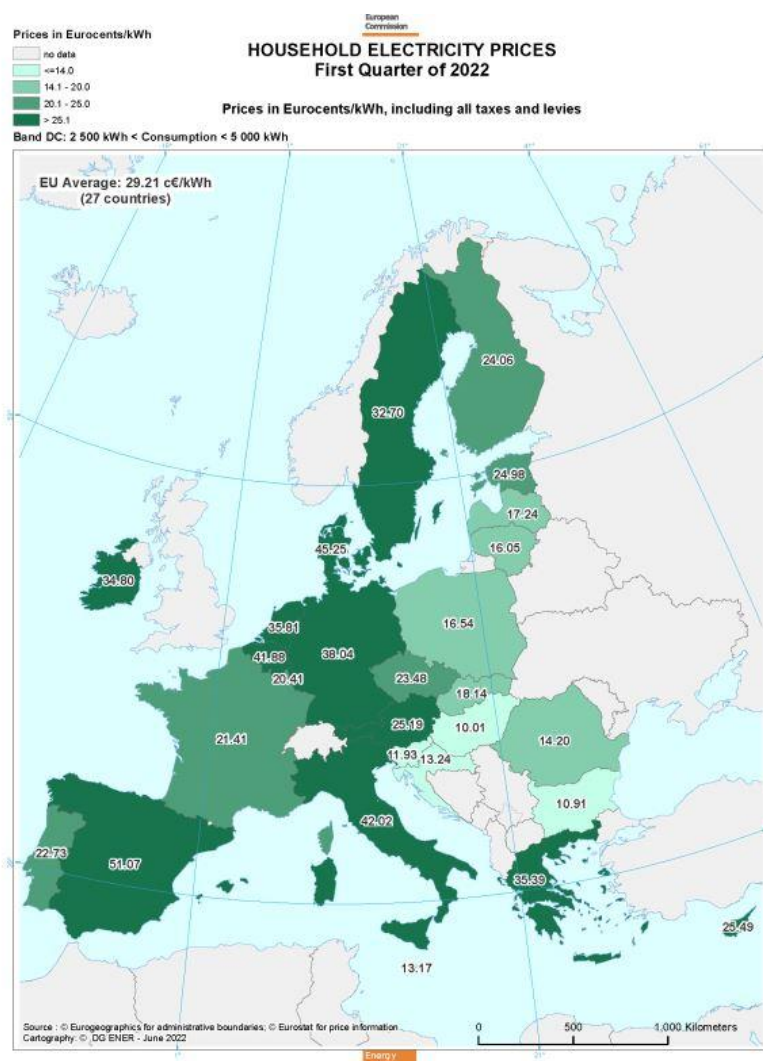 European
Commission
Prices in Eurocents/kWh
no data
<=14.0
14.1 - 20.0
20.1 - 25.0
> 25.1
HOUSEHOLD ELECTRICITY PRICES
First Quarter of 2022
Prices in Eurocents/kWh, including all taxes and levies
Band DC: 2 500 kWh < Consumption < 5 000 kWh
EU Average: 29.21 c€/kWh
(27 countries)
24.06
32.70
24.98
17.24
16.05
45.25
34.80
35.81
16.54
41.88
38.04
20.41
23.48
18.14
25.19
10.01
21.41
11.93
13.24
14.20
10.91
42.02
22.73
51.07
35.39
25.49
13.17
Source : © Eurogeographics for administrative boundaries; © Eurostat for price information
Cartography: © DG ENER - June 2022
0 500 1,000 Kilometers
Energy